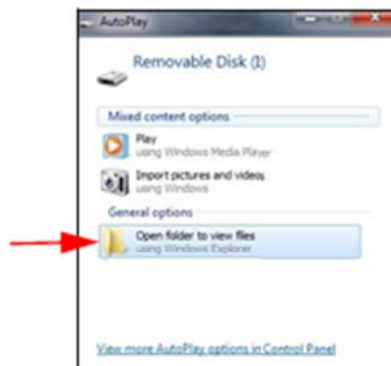 AutoPlay
Removable Disk (I)
Mixed content options
Play
using Windows Media Player
Import pictures and videos
using Windows
General options
Open folder to view files
using Windows Explorer
View more AutoPlay options in Control Panel